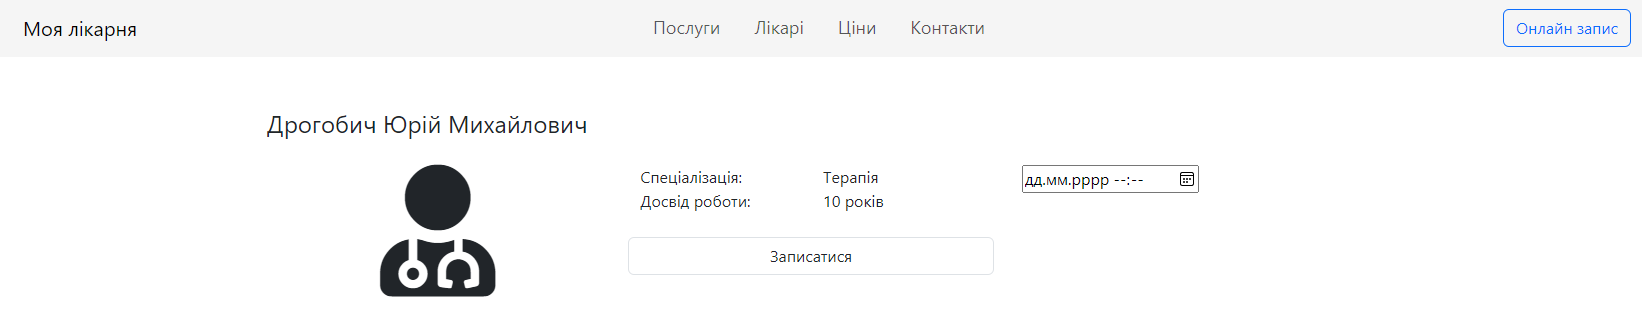 Моя лікарня
Послуги Лікарі Ціни Контакти
Онлайн запис
Дрогобич Юрій Михайлович
Спеціалізація: Терапія
Досвід роботи: 10 років
дд.мм.рррр --:--
Записатися